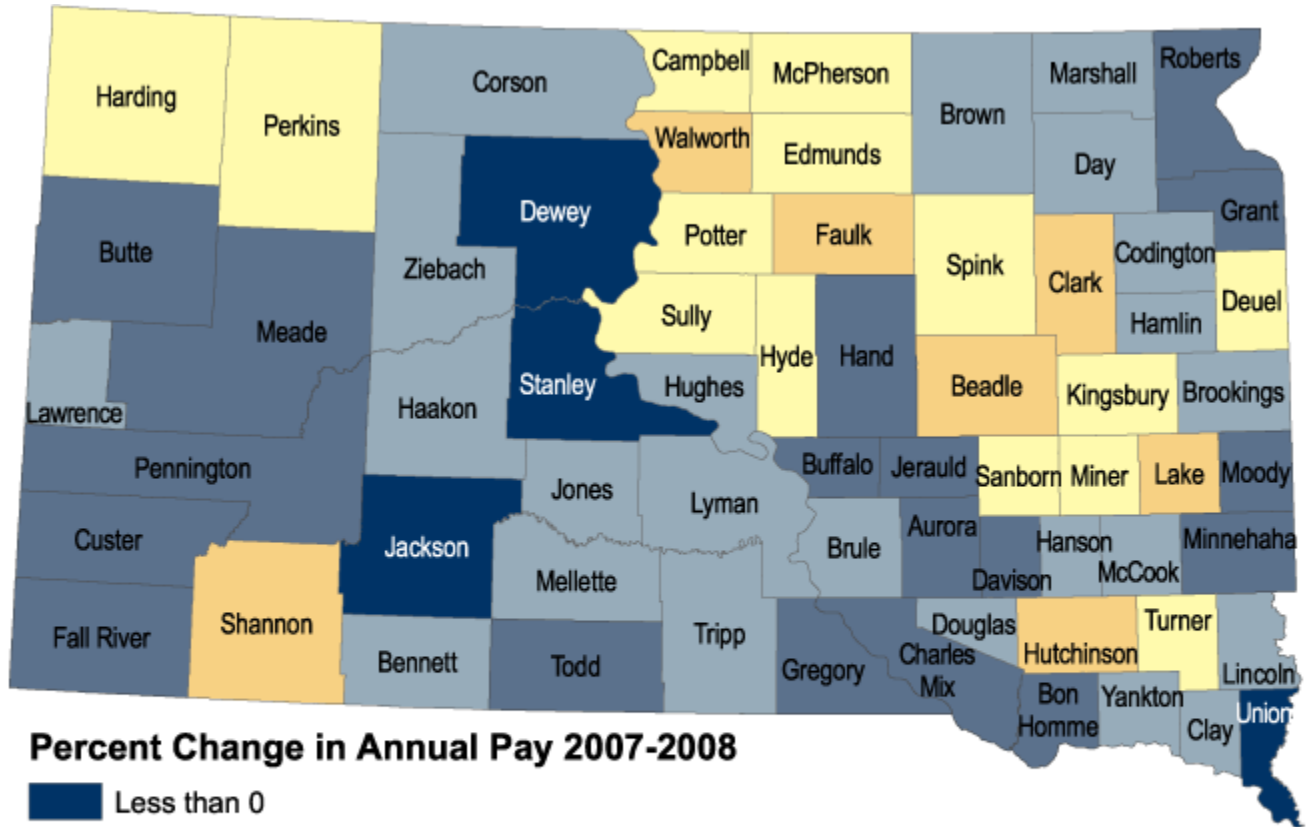 Harding
Perkins
Corson
Campbell
McPherson
Brown
Marshall
Roberts
Walworth
Edmunds
Day
Butte
Dewey
Potter
Faulk
Grant
Ziebach
Spink
Codington
Clark
Meade
Sully
Deuel
Hamlin
Hyde
Hand
Stanley
Hughes
Beadle
Kingsbury
Brookings
Lawrence
Haakon
Pennington
Buffalo
Jerauld
Sanborn
Miner
Lake
Moody
Jones
Lyman
Custer
Jackson
Brule
Aurora
Hanson
Minnehaha
Davison
McCook
Mellette
Fall River
Shannon
Tripp
Douglas
Turner
Bennett
Todd
Gregory
Charles
Mix
Hutchinson
Lincoln
Bon
Homme
Yankton
Clay
Union
Percent Change in Annual Pay 2007-2008
Less than 0